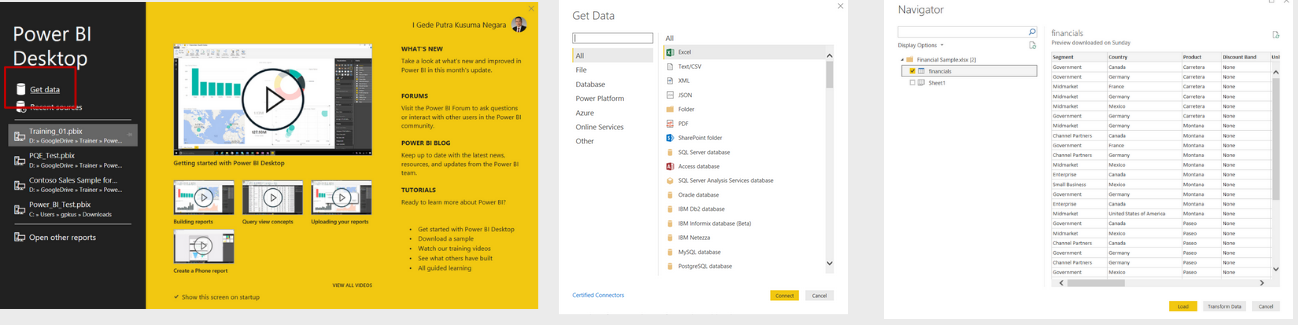 Power BI
Desktop
Get data
Recent sources
Training_01.pbix
D: » GoogleDrive » Trainer » Powe...
PQE_Test.pbix
D: » GoogleDrive » Trainer » Powe...
Contoso Sales Sample for...
D: » GoogleDrive » Trainer » Powe...
Power_BI_Test.pbix
C: » Users » gpkus » Downloads
Open other reports
I Gede Putra Kusuma Negara
Getting started with Power BI Desktop
Building reports
Query view concepts
Uploading your reports
Create a Phone report
VIEW ALL VIDEOS
Show this screen on startup
WHAT'S NEW
Take a look at what's new and improved in
Power BI in this month's update.
FORUMS
Visit the Power BI Forum to ask questions
or interact with other users in the Power BI
community.
POWER BI BLOG
Keep up to date with the latest news,
resources, and updates from the Power BI
team.
TUTORIALS
Ready to learn more about Power BI?
• Get started with Power BI Desktop
• Download a sample
• Watch our training videos
• See what others have built
• All guided learning
Get Data
All
File
Database
Power Platform
Azure
Online Services
Other
All
Excel
Text/CSV
XML
JSON
Folder
PDF
SharePoint folder
SQL Server database
Access database
SQL Server Analysis Services database
Oracle database
IBM Db2 database
IBM Informix database (Beta)
IBM Netezza
MySQL database
PostgreSQL database
Certified Connectors
Connect
Cancel
Navigator
Display Options
Financial Sample.xlsx [2]
financials
Sheet1
financials
Preview downloaded on Sunday
Segment Country Product Discount Band Uni
Government Canada Carretera None
Government Germany Carretera None
Midmarket France Carretera None
Midmarket Germany Carretera None
Midmarket Mexico Carretera None
Government Germany Carretera None
Midmarket Germany Montana None
Channel Partners Canada Montana None
Government France Montana None
Channel Partners Germany Montana None
Midmarket Mexico Montana None
Enterprise Canada Montana None
Small Business Mexico Montana None
Government Germany Montana None
Enterprise Canada Montana None
Midmarket United States of America Montana None
Government Canada Paseo None
Midmarket Mexico Paseo None
Channel Partners Canada Paseo None
Government Germany Paseo None
Channel Partners Germany Paseo None
Government Mexico Paseo None
Load
Transform Data
Cancel